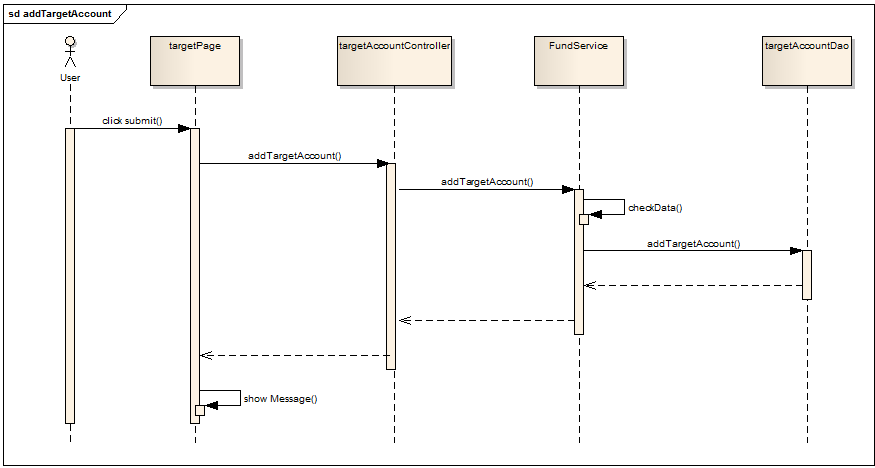 sd addTargetAccount
User
targetPage
targetAccountController
FundService
targetAccountDao
click submit()
addTargetAccount()
addTargetAccount()
checkData()
addTargetAccount()
show Message()